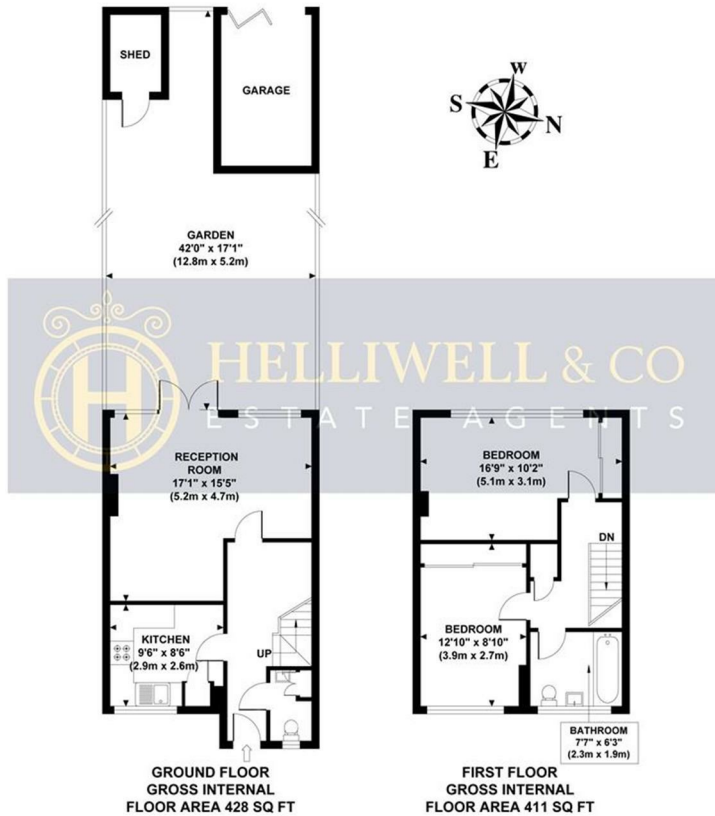 SHED
GARAGE
W
S
N
E
GARDEN
42'0" x 17'1"
(12.8m x 5.2m)
H
HELLIWELL & CO
ESTATE AGENTS
RECEPTION
ROOM
17'1" x 15'5"
(5.2m x 4.7m)
BEDROOM
16'9" x 10'2"
(5.1m x 3.1m)
DN
KITCHEN
9'6" x 8'6"
(2.9m x 2.6m)
UP
BEDROOM
12'10" x 8'10"
(3.9m x 2.7m)
BATHROOM
7'7" x 6'3"
(2.3m x 1.9m)
GROUND FLOOR
GROSS INTERNAL
FLOOR AREA 428 SQ FT
FIRST FLOOR
GROSS INTERNAL
FLOOR AREA 411 SQ FT